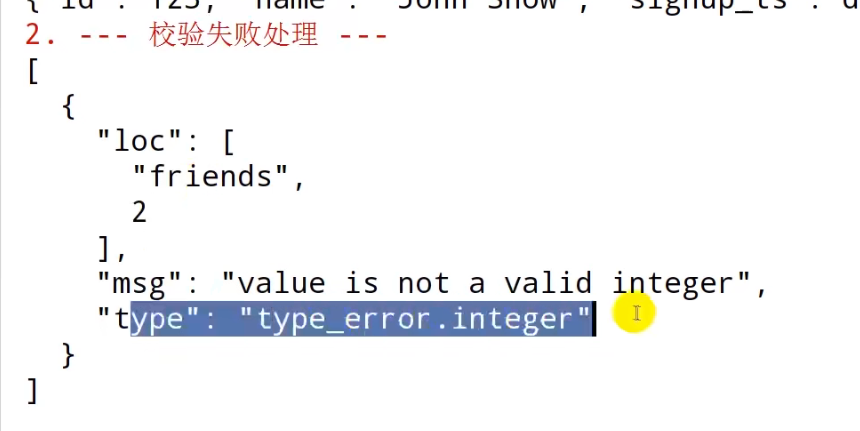 {'id': 123, 'name': 'John Snow', 'signup_ts': d
2. --- 校验失败处理 ---
[
{
"loc": [
"friends",
2
],
"msg": "value is not a valid integer",
"type": "type_error.integer"
}
]